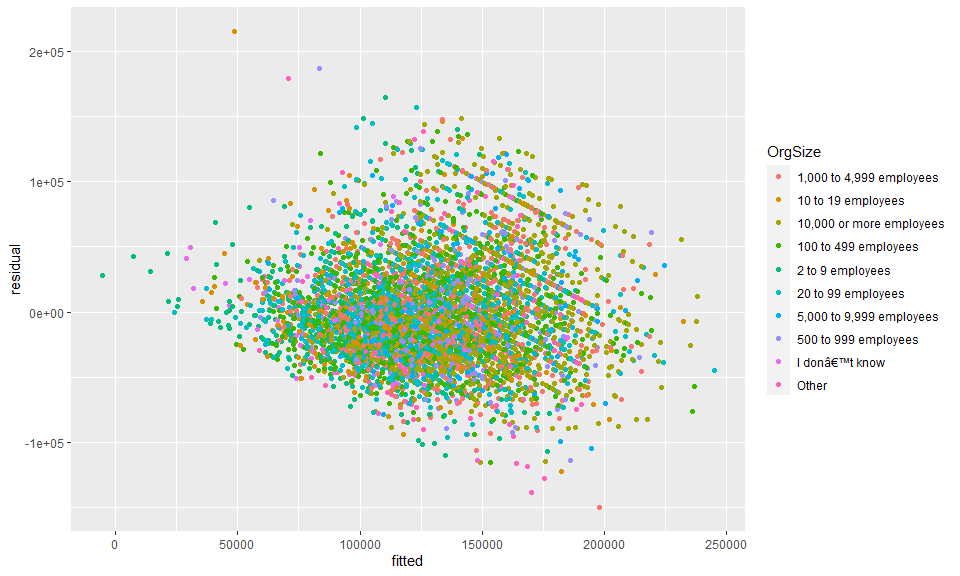 2e+05
1e+05
0e+00
-1e+05
residual
0
50000
100000
150000
200000
250000
fitted
OrgSize
1,000 to 4,999 employees
10 to 19 employees
10,000 or more employees
100 to 499 employees
2 to 9 employees
20 to 99 employees
5,000 to 9,999 employees
500 to 999 employees
I donâ€™t know
Other